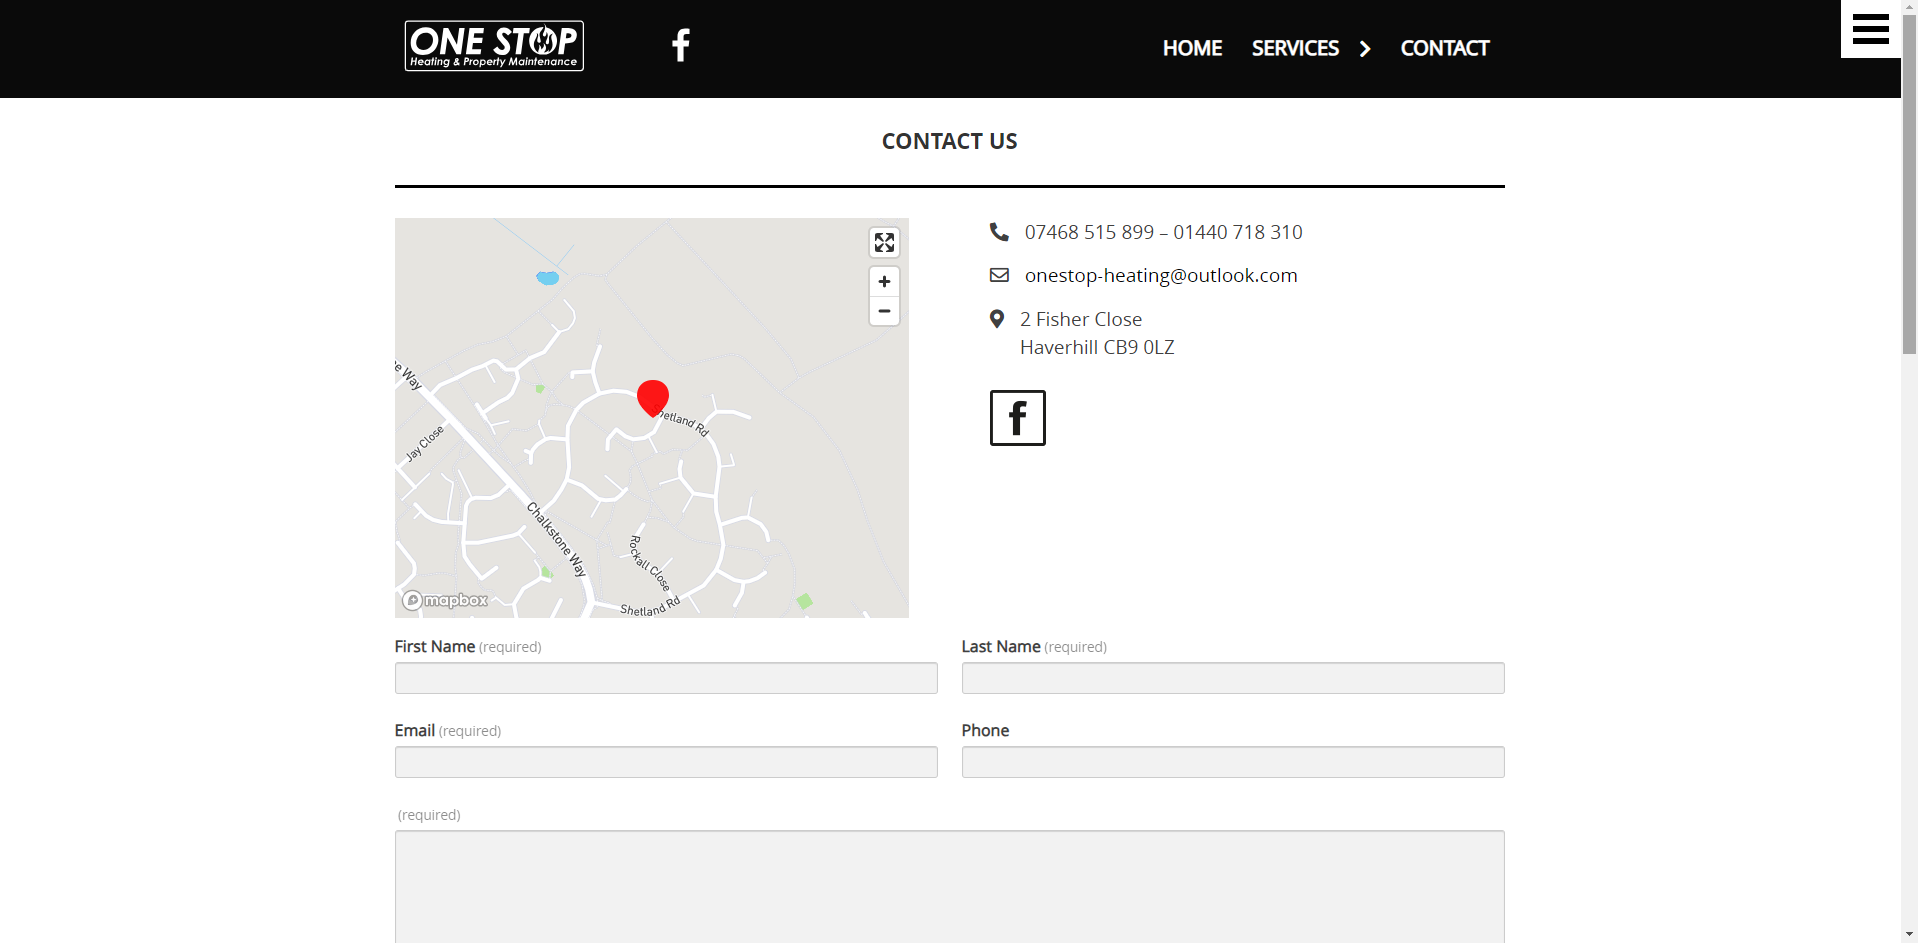 ONE STOP
Heating & Property Maintenance
HOME SERVICES CONTACT
CONTACT US
07468 515 899 – 01440 718 310
onestop-heating@outlook.com
2 Fisher Close
Haverhill CB9 0LZ
ne Way
Jay Close
Shetland Rd
Chalkstone Way
Rockall Close
Shetland Rd
mapbox
First Name (required)
Last Name (required)
Email (required)
Phone
(required)